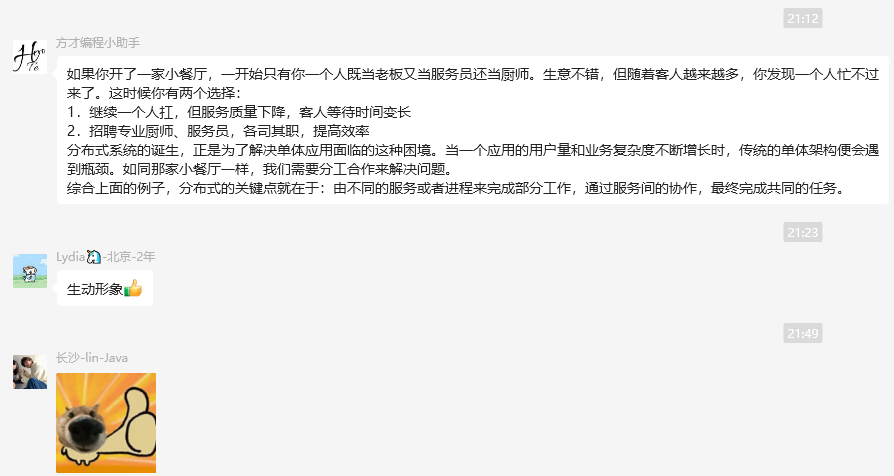 21:12
方才编程小助手
如果你开了一家小餐厅，一开始只有你一个人既当老板又当服务员还当厨师。生意不错，但随着客人越来越多，你发现一个人忙不过
来了。这时候你有两个选择：
1. 继续一个人扛，但服务质量下降，客人等待时间变长
2. 招聘专业厨师、服务员，各司其职，提高效率
分布式系统的诞生，正是为了解决单体应用面临的这种困境。当一个应用的用户量和业务复杂度不断增长时，传统的单体架构便会遇
到瓶颈。如同那家小餐厅一样，我们需要分工合作来解决问题。
综合上面的例子，分布式的关键点就在于：由不同的服务或者进程来完成部分工作，通过服务间的协作，最终完成共同的任务。
21:23
Lydia-北京-2年
生动形象👍
21:49
长沙-lin-Java